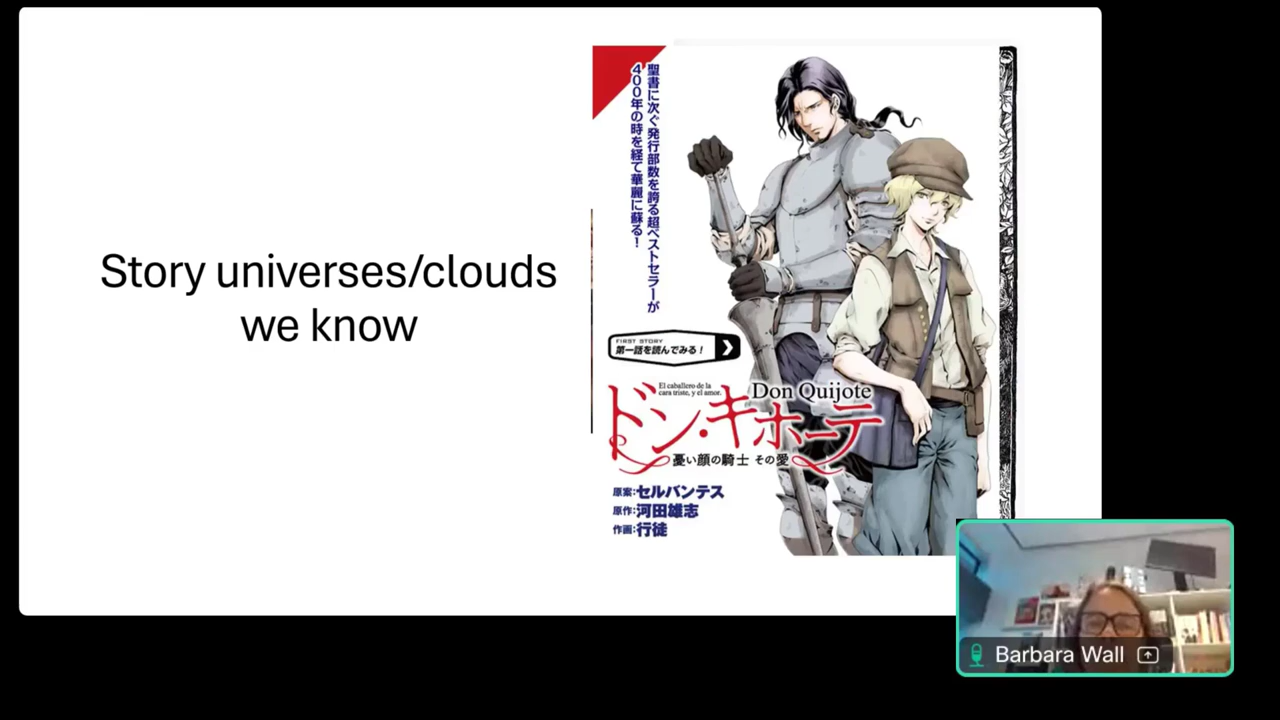 Story universes/clouds
we know
聖書に次ぐ発行部数を誇る超ベストセラーが
400年の時を経て華麗に蘇る!
FIRST STORY
第一話を読んでみる!
El caballero de la
cara triste, y el amor.
Don Quijote
ドン・キホーテ
憂い顔の騎士 その愛
原案:セルバンテス
原作:河田雄志
作画:行徒
Barbara Wall